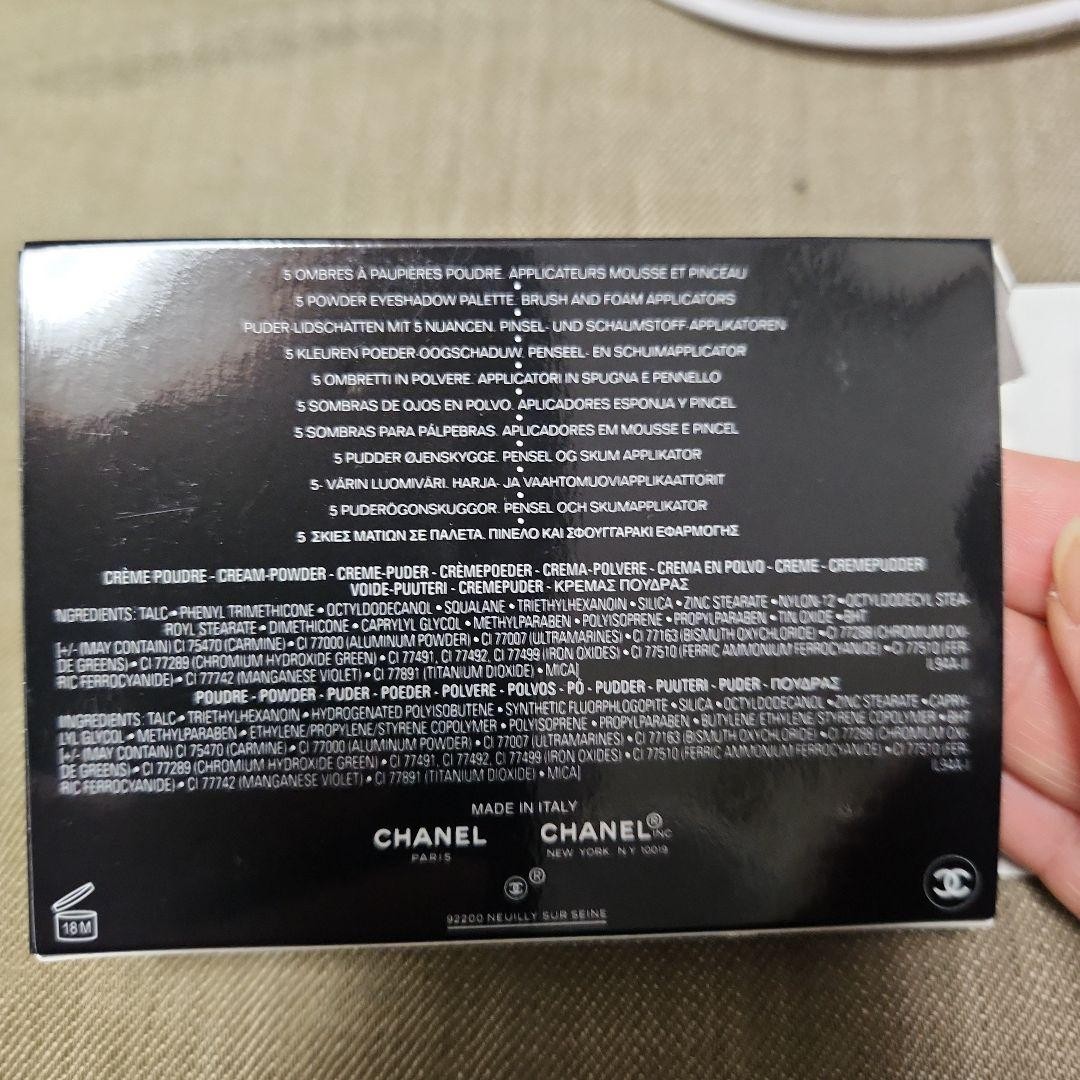 5 OMBRES À PAUPIÈRES POUDRE. APPLICATEURS MOUSSE ET PINCEAU
5 POWDER EYESHADOW PALETTE. BRUSH AND FOAM APPLICATORS
PUDER-LIDSCHATTEN MIT 5 NUANCEN. PINSEL- UND SCHAUMSTOFF-APPLIKATOREN
5 KLEUREN POEDER-OOGSCHADUW. PENSEEL- EN SCHUIMAPPLICATOR
5 OMBRETTI IN POLVERE. APPLICATORI IN SPUGNA E PENNELLO
5 SOMBRAS DE OJOS EN POLVO. APLICADORES ESPONJA Y PINCEL
5 SOMBRAS PARA PÁLPEBRAS. APLICADORES EM MOUSSE E PINCEL
5 PUDDER ØJENSKYGGE. PENSEL OG SKUM APPLIKATOR
5- VÄRIN LUOMIVÄRI. HARJA- JA VAAHTOMUOVIAPPLIKAATTORIT
5 PUDERÖGONSKUGGOR. PENSEL OCH SKUMAPPLIKATOR
5 ΣΚΙΕΣ ΜΑΤΙΩΝ ΣΕ ΠΑΛΕΤΑ. ΠΙΝΕΛΟ ΚΑΙ ΣΦΟΥΓΓΑΡΑΚΙ ΕΦΑΡΜΟΓΗΣ
CRÈME POUDRE - CREAM-POWDER - CREME-PUDER - CRÈMEPOEDER - CREMA-POLVERE - CREMA EN POLVO - CREME - CREMEPUDDER
VOIDE-PUUTERI - CREMEPUDER - ΚΡΕΜΑΣ ΠΟΥΔΡΑΣ
INGREDIENTS: TALC • PHENYL TRIMETHICONE • OCTYLDODECANOL • SQUALANE • TRIETHYLHEXANOIN • SILICA • ZINC STEARATE • NYLON-12 • OCTYLDODECYL STEA-
ROYL STEARATE • DIMETHICONE • CAPRYLYL GLYCOL • METHYLPARABEN • POLYISOPRENE • PROPYLPARABEN • TIN OXIDE • BHT
[+/- (MAY CONTAIN) CI 75470 (CARMINE) • CI 77000 (ALUMINUM POWDER) • CI 77007 (ULTRAMARINES) • CI 77163 (BISMUTH OXYCHLORIDE) • CI 77288 (CHROMIUM OXI-
DE GREENS) • CI 77289 (CHROMIUM HYDROXIDE GREEN) • CI 77491, CI 77492, CI 77499 (IRON OXIDES) • CI 77510 (FERRIC AMMONIUM FERROCYANIDE) • CI 77510 (FER-
RIC FERROCYANIDE) • CI 77742 (MANGANESE VIOLET) • CI 77891 (TITANIUM DIOXIDE) • MICA] IL94A-II
POUDRE - POWDER - PUDER - POEDER - POLVERE - POLVOS - PÓ - PUDDER - PUUTERI - PUDER - ΠΟΥΔΡΑΣ
INGREDIENTS: TALC • TRIETHYLHEXANOIN • HYDROGENATED POLYISOBUTENE • SYNTHETIC FLUORPHLOGOPITE • SILICA • OCTYLDODECANOL • ZINC STEARATE • CAPRY-
LYL GLYCOL • METHYLPARABEN • ETHYLENE/PROPYLENE/STYRENE COPOLYMER • POLYISOPRENE • PROPYLPARABEN • BUTYLENE ETHYLENE STYRENE COPOLYMER • BHT
[+/- (MAY CONTAIN) CI 75470 (CARMINE) • CI 77000 (ALUMINUM POWDER) • CI 77007 (ULTRAMARINES) • CI 77163 (BISMUTH OXYCHLORIDE) • CI 77288 (CHROMIUM OXI-
DE GREENS) • CI 77289 (CHROMIUM HYDROXIDE GREEN) • CI 77491, CI 77492, CI 77499 (IRON OXIDES) • CI 77510 (FERRIC AMMONIUM FERROCYANIDE) • CI 77510 (FER-
RIC FERROCYANIDE) • CI 77742 (MANGANESE VIOLET) • CI 77891 (TITANIUM DIOXIDE) • MICA] IL94A-I
MADE IN ITALY
CHANEL CHANEL® INC
PARIS NEW YORK. N.Y 10019
®
92200 NEUILLY SUR SEINE
18M